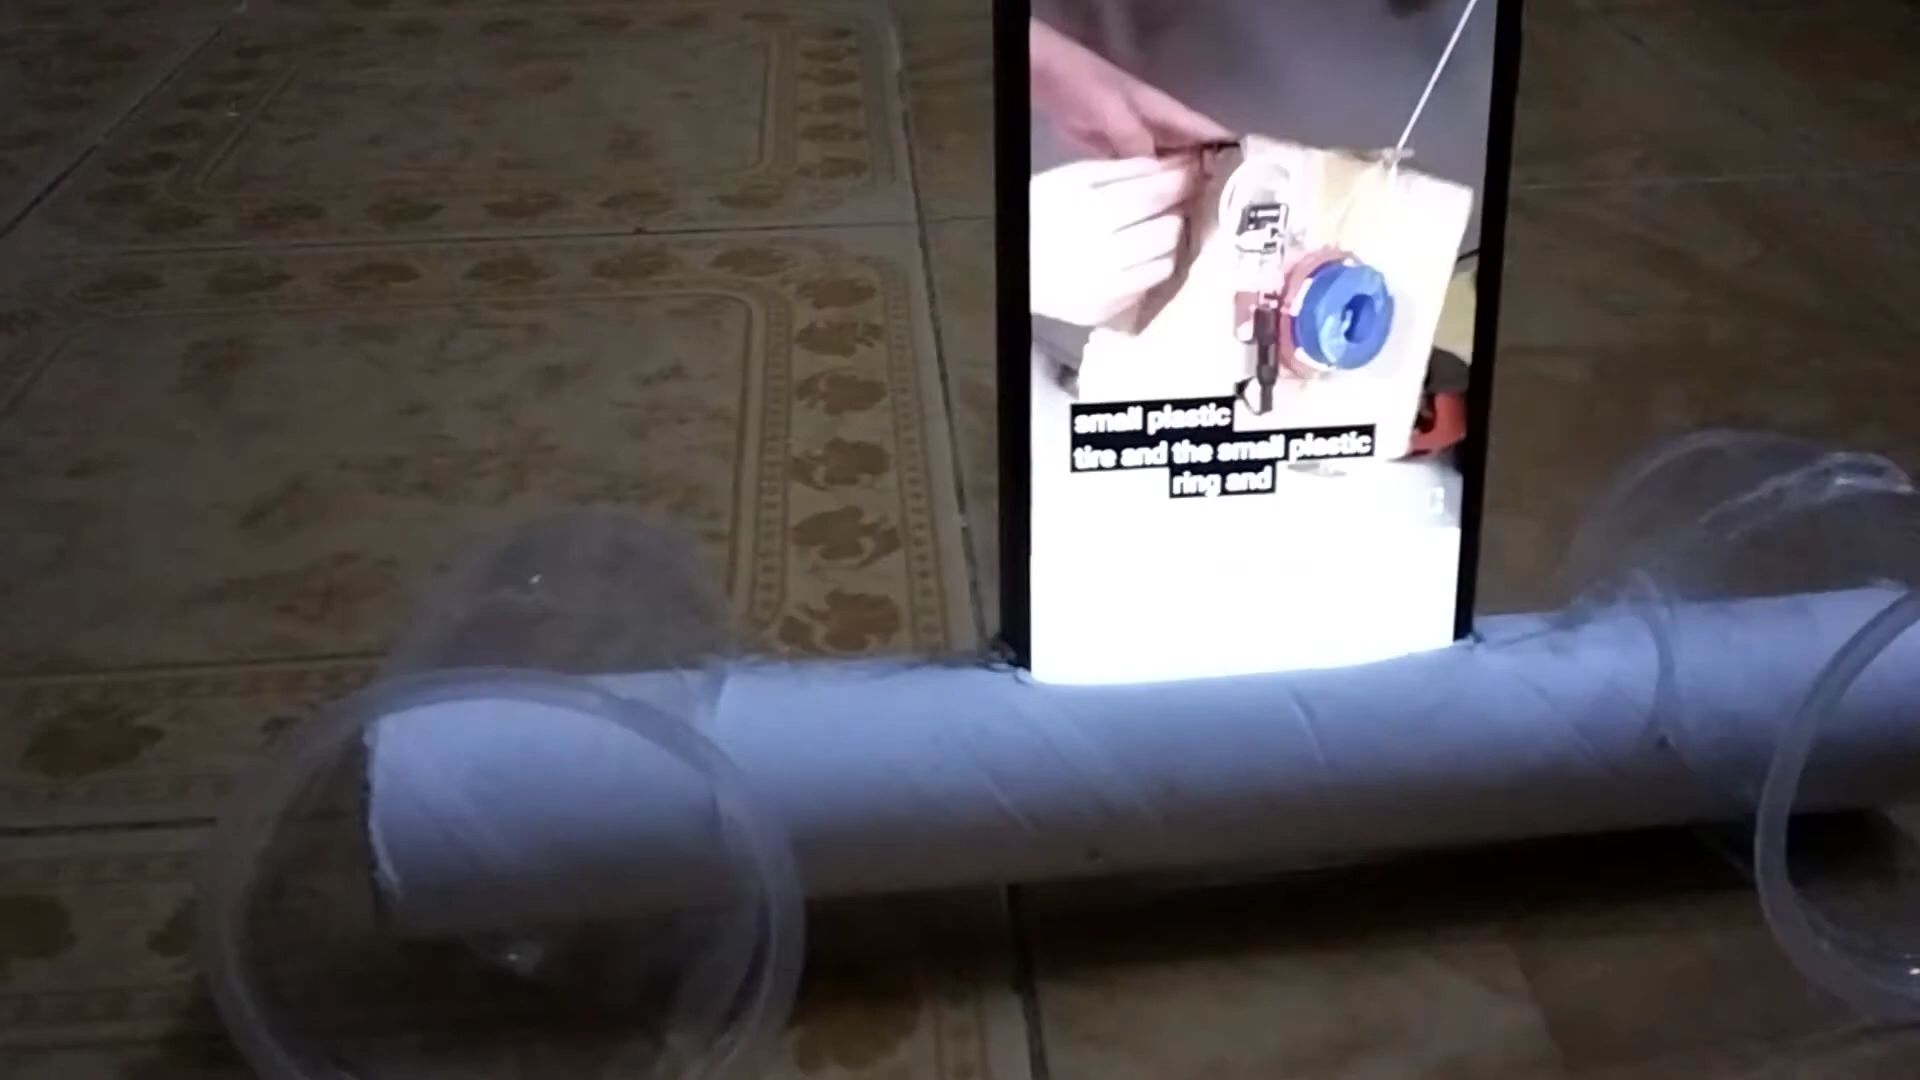 small plastic
tire and the small plastic
ring and